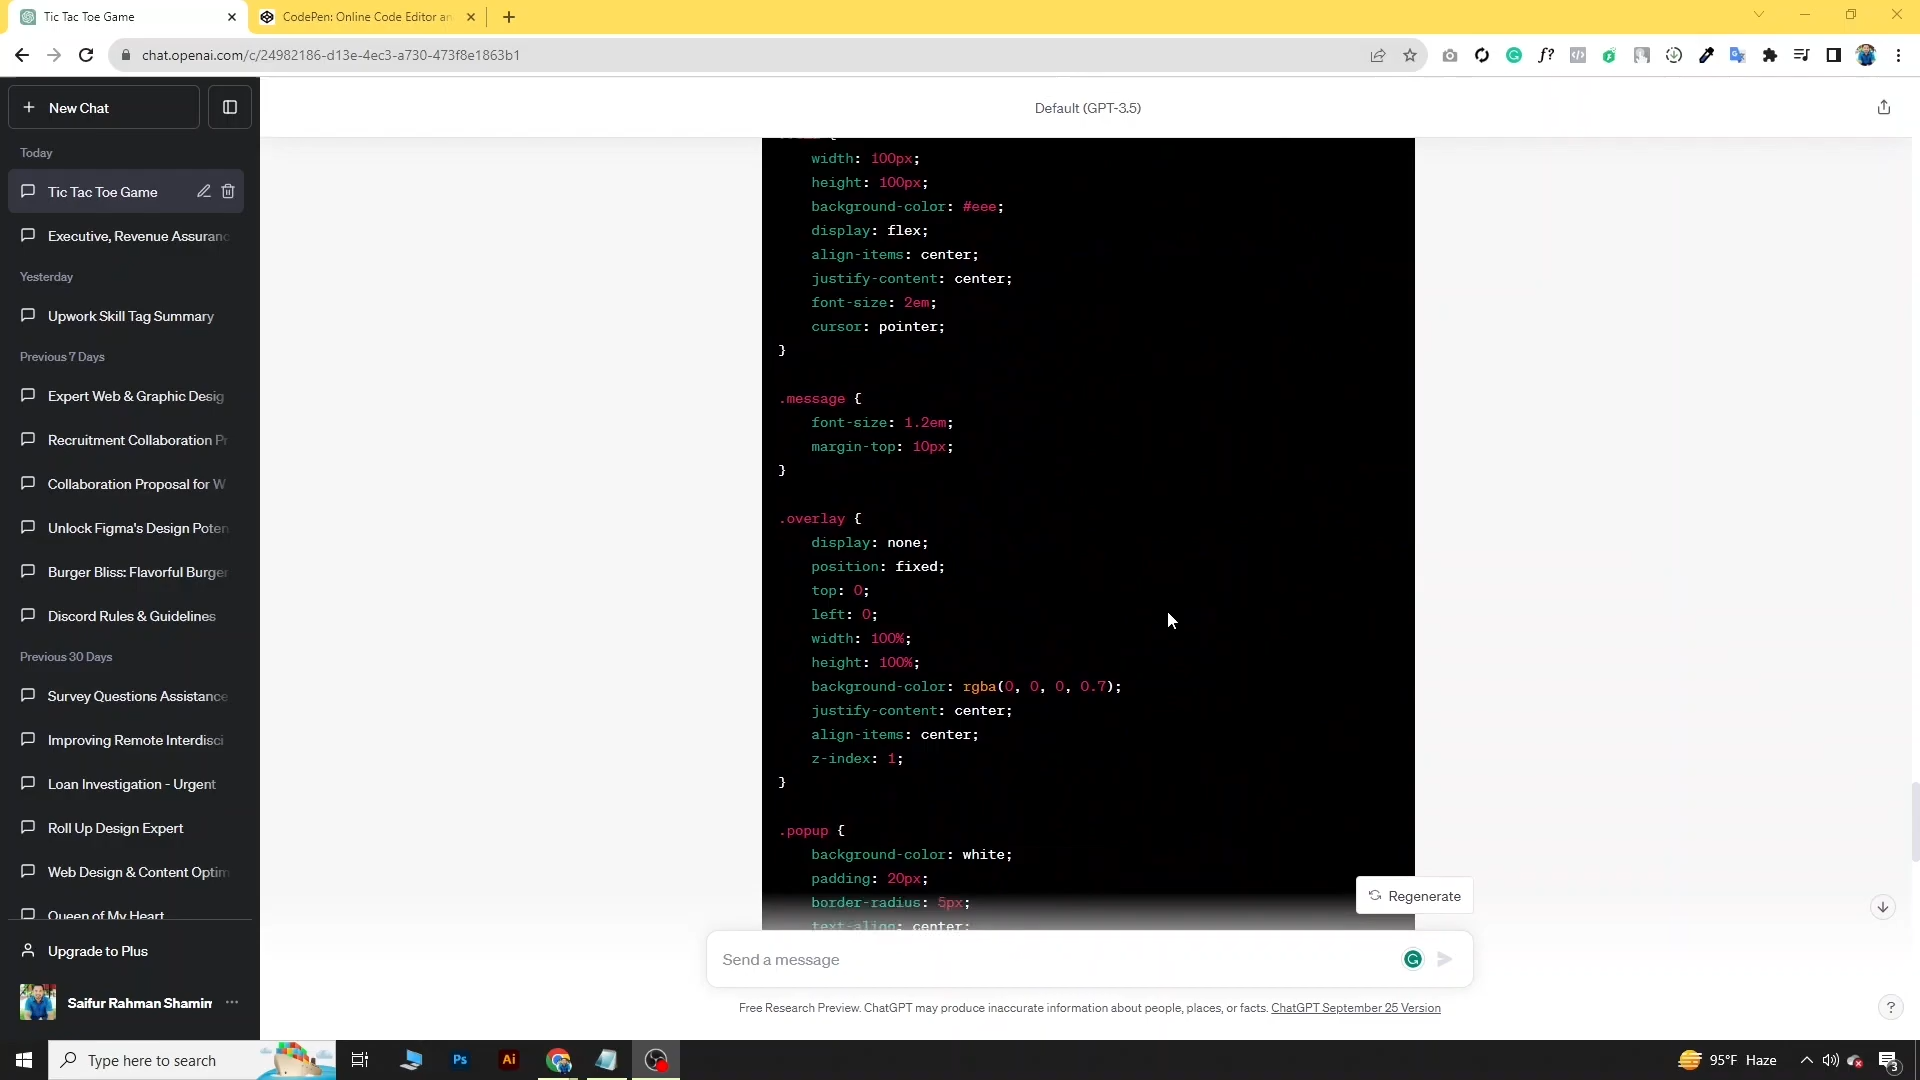 Tic Tac Toe Game
CodePen: Online Code Editor an
chat.openai.com/c/24982186-d13e-4ec3-a730-473f8e1863b1
New Chat
Default (GPT-3.5)
Today
Tic Tac Toe Game
Executive, Revenue Assuranc
Yesterday
Upwork Skill Tag Summary
Previous 7 Days
Expert Web & Graphic Desig
Recruitment Collaboration Pr
Collaboration Proposal for W
Unlock Figma's Design Poten
Burger Bliss: Flavorful Burger
Discord Rules & Guidelines
Previous 30 Days
Survey Questions Assistance
Improving Remote Interdisci
Loan Investigation - Urgent
Roll Up Design Expert
Web Design & Content Optim
Queen of My Heart
Upgrade to Plus
Saifur Rahman Shamim
width: 100px;
height: 100px;
background-color: #eee;
display: flex;
align-items: center;
justify-content: center;
font-size: 2em;
cursor: pointer;
}
.message {
font-size: 1.2em;
margin-top: 10px;
}
.overlay {
display: none;
position: fixed;
top: 0;
left: 0;
width: 100%;
height: 100%;
background-color: rgba(0, 0, 0, 0.7);
justify-content: center;
align-items: center;
z-index: 1;
}
.popup {
background-color: white;
padding: 20px;
border-radius: 5px;
text-align: center;
Regenerate
Send a message
Free Research Preview. ChatGPT may produce inaccurate information about people, places, or facts. ChatGPT September 25 Version
?
Type here to search
Ps
Ai
95°F Haze
3